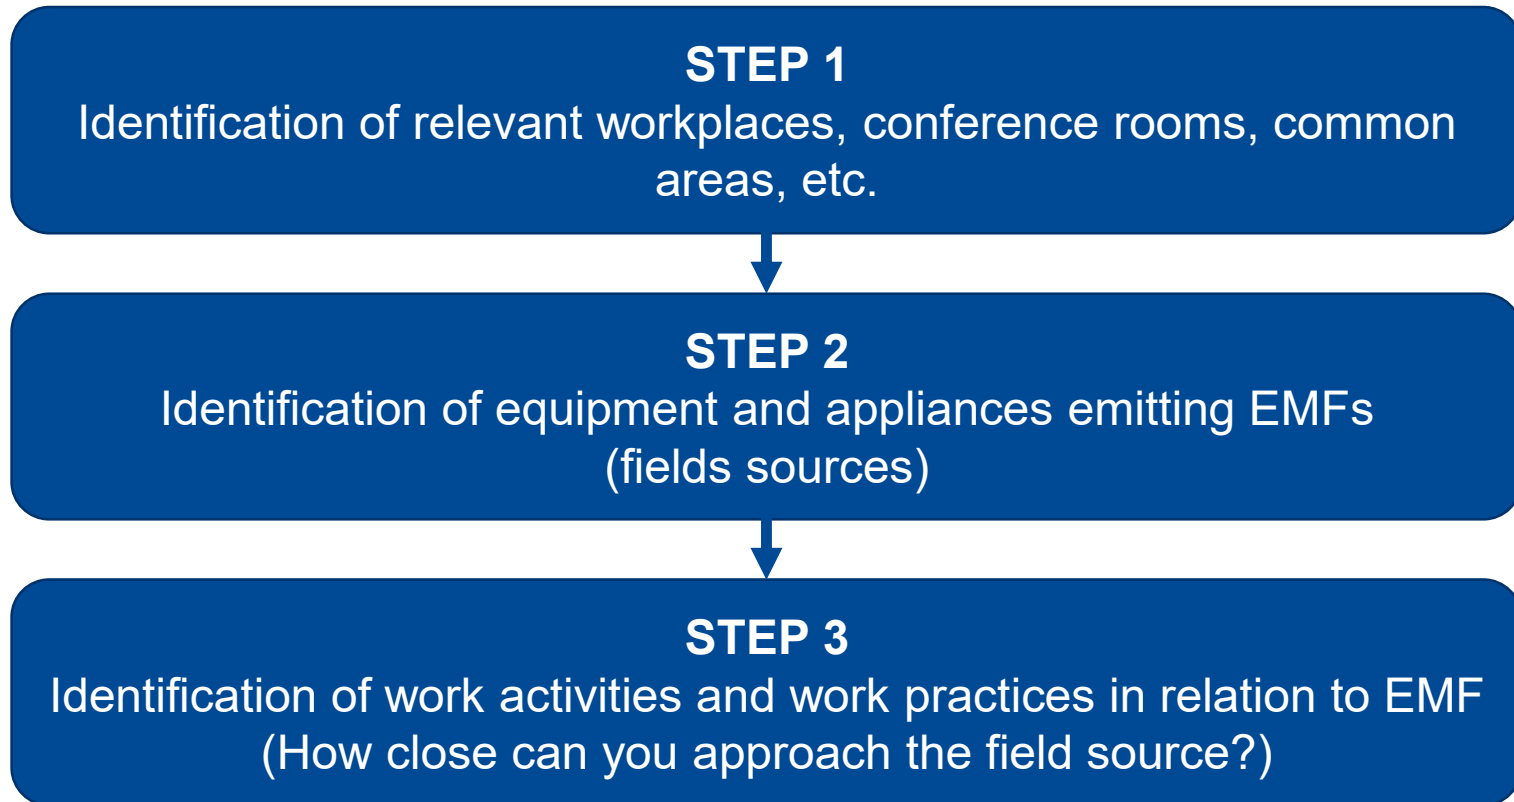 STEP 1
Identification of relevant workplaces, conference rooms, common
areas, etc.
STEP 2
Identification of equipment and appliances emitting EMFs
(fields sources)
STEP 3
Identification of work activities and work practices in relation to EMF
(How close can you approach the field source?)